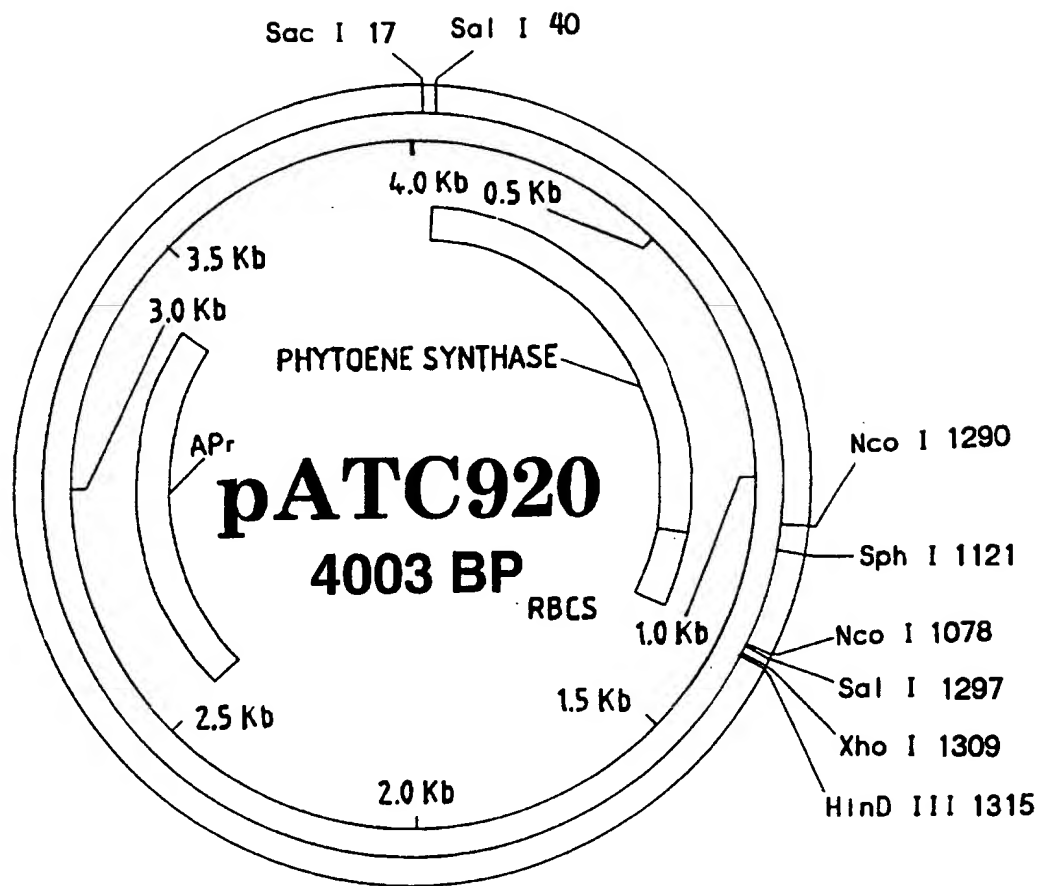 Sac I 17
Sal I 40
4.0 Kb
0.5 Kb
3.5 Kb
3.0 Kb
PHYTOENE SYNTHASE
APr
pATC920
4003 BP
RBCS
1.0 Kb
Nco I 1290
Sph I 1121
Nco I 1078
Sal I 1297
Xho I 1309
HinD III 1315
1.5 Kb
2.5 Kb
2.0 Kb